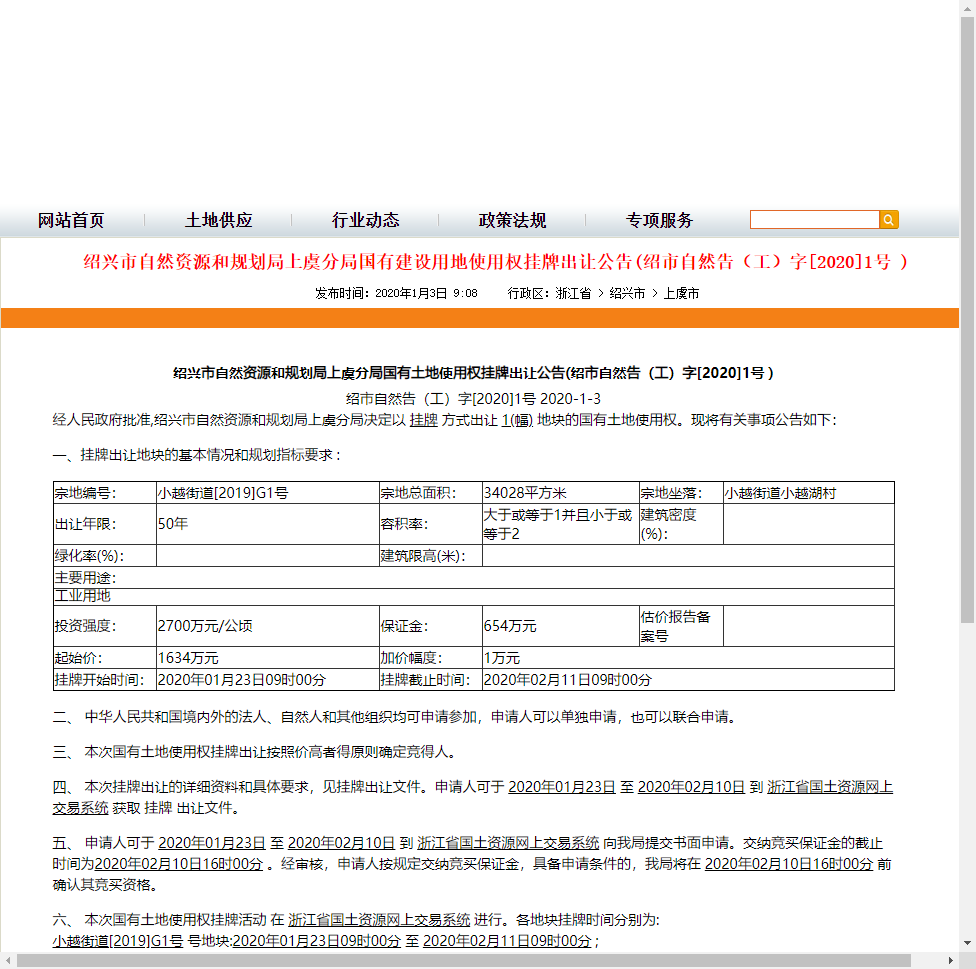 网站首页 土地供应 行业动态 政策法规 专项服务
绍兴市自然资源和规划局上虞分局国有建设用地使用权挂牌出让公告(绍市自然告（工）字[2020]1号 )
发布时间：2020年1月3日 9:08 行政区：浙江省 > 绍兴市 > 上虞市
绍兴市自然资源和规划局上虞分局国有土地使用权挂牌出让公告(绍市自然告（工）字[2020]1号 )
绍市自然告（工）字[2020]1号 2020-1-3
经人民政府批准,绍兴市自然资源和规划局上虞分局决定以 挂牌 方式出让 1(幅) 地块的国有土地使用权。现将有关事项公告如下：
一、挂牌出让地块的基本情况和规划指标要求：
宗地编号： 小越街道[2019]G1号 宗地总面积： 34028平方米 宗地坐落： 小越街道小越湖村
出让年限： 50年 容积率： 大于或等于1并且小于或等于2 建筑密度(%)：
绿化率(%)： 建筑限高(米)：
主要用途：
工业用地
投资强度： 2700万元/公顷 保证金： 654万元 估价报告备案号
起始价： 1634万元 加价幅度： 1万元
挂牌开始时间： 2020年01月23日09时00分 挂牌截止时间： 2020年02月11日09时00分
二、 中华人民共和国境内外的法人、自然人和其他组织均可申请参加，申请人可以单独申请，也可以联合申请。
三、 本次国有土地使用权挂牌出让按照价高者得原则确定竞得人。
四、 本次挂牌出让的详细资料和具体要求，见挂牌出让文件。申请人可于 2020年01月23日 至 2020年02月10日 到 浙江省国土资源网上
交易系统 获取 挂牌 出让文件。
五、 申请人可于 2020年01月23日 至 2020年02月10日 到 浙江省国土资源网上交易系统 向我局提交书面申请。交纳竞买保证金的截止
时间为2020年02月10日16时00分 。经审核，申请人按规定交纳竞买保证金，具备申请条件的，我局将在 2020年02月10日16时00分 前
确认其竞买资格。
六、 本次国有土地使用权挂牌活动 在 浙江省国土资源网上交易系统 进行。各地块挂牌时间分别为:
小越街道[2019]G1号 号地块:2020年01月23日09时00分 至 2020年02月11日09时00分；